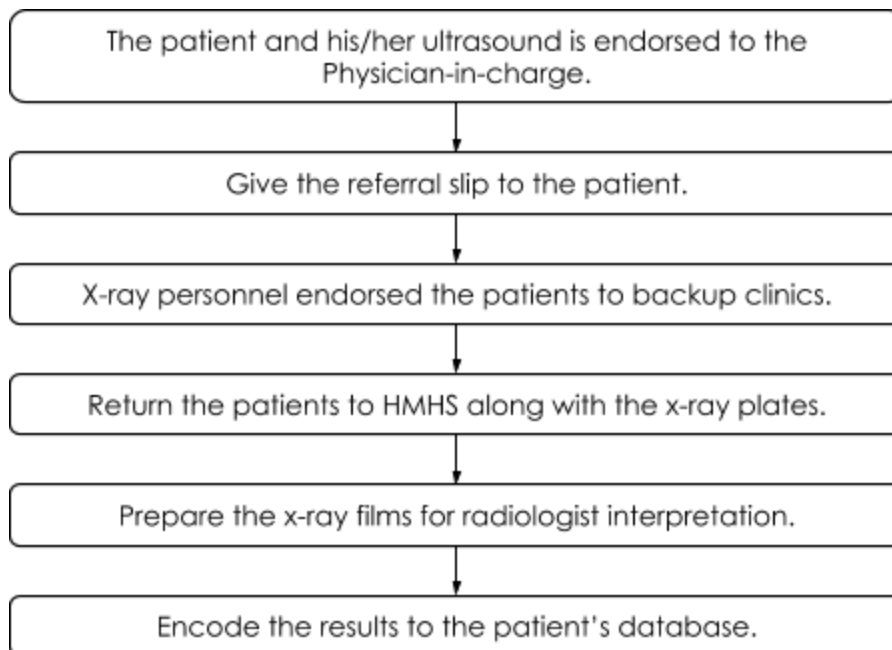 The patient and his/her ultrasound is endorsed to the
Physician-in-charge.
Give the referral slip to the patient.
X-ray personnel endorsed the patients to backup clinics.
Return the patients to HMHS along with the x-ray plates.
Prepare the x-ray films for radiologist interpretation.
Encode the results to the patient's database.